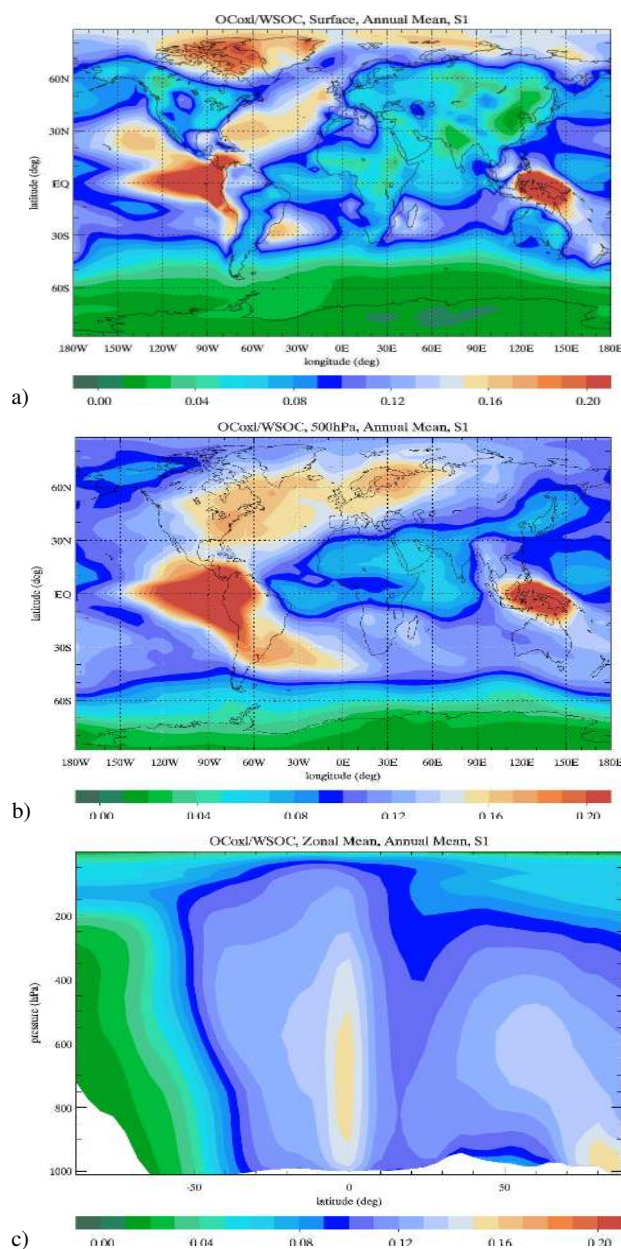 OCoxl/WSOC, Surface, Annual Mean, S1
60N
30N
EQ
30S
60S
latitude (deg)
180W 150W 120W 90W 60W 30W 0E 30E 60E 90E 120E 150E 180E
longitude (deg)
0.00 0.04 0.08 0.12 0.16 0.20
a)
OCoxl/WSOC, 500hPa, Annual Mean, S1
60N
30N
EQ
30S
60S
latitude (deg)
180W 150W 120W 90W 60W 30W 0E 30E 60E 90E 120E 150E 180E
longitude (deg)
0.00 0.04 0.08 0.12 0.16 0.20
b)
OCoxl/WSOC, Zonal Mean, Annual Mean, S1
200
400
600
800
1000
pressure (hPa)
-50 0 50
latitude (deg)
0.00 0.04 0.08 0.12 0.16 0.20
c)